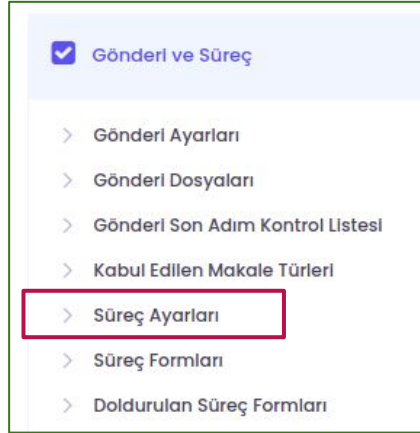 Gönderi ve Süreç
Gönderi Ayarları
Gönderi Dosyaları
Gönderi Son Adım Kontrol Listesi
Kabul Edilen Makale Türleri
Süreç Ayarları
Süreç Formları
Doldurulan Süreç Formları